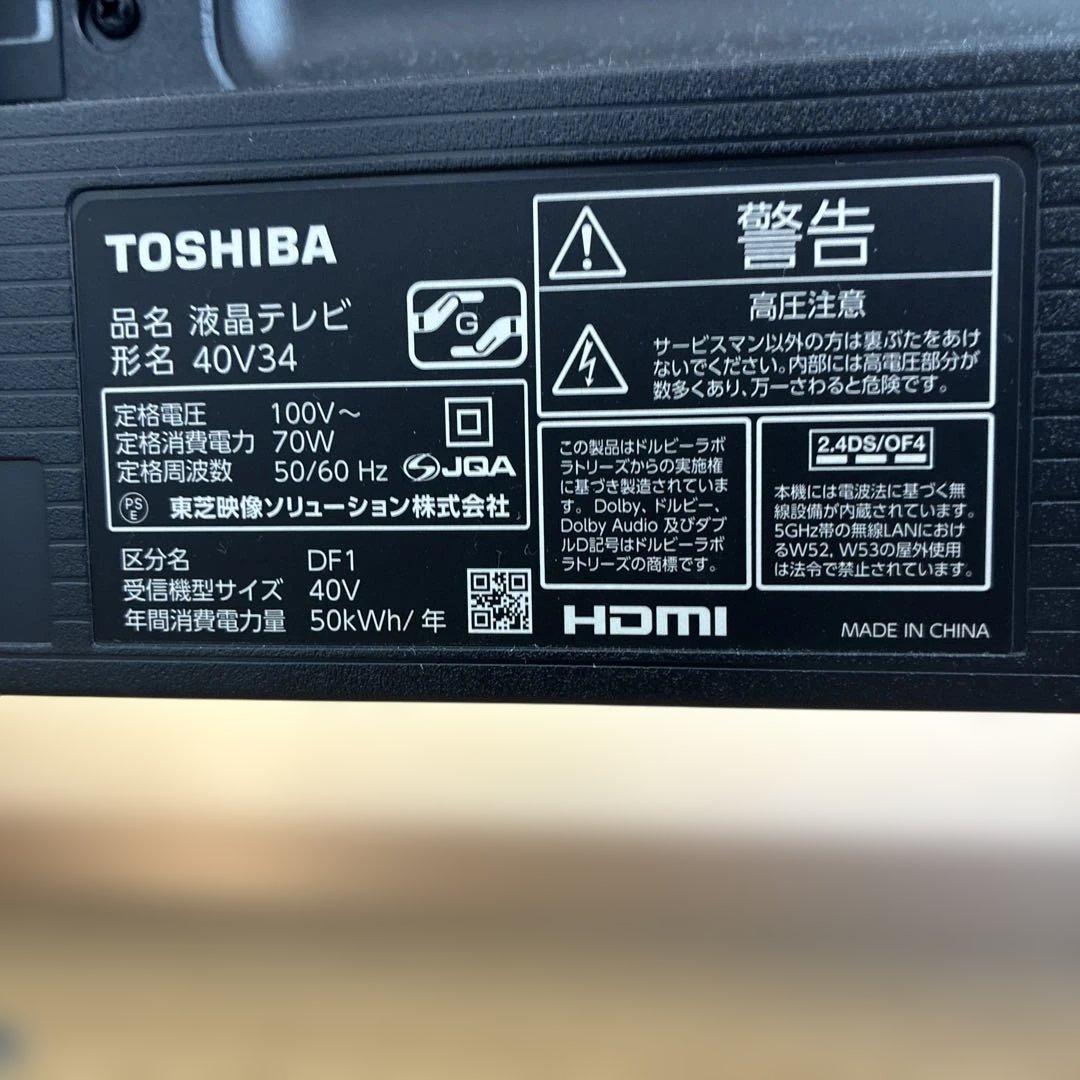 TOSHIBA
品名 液晶テレビ
形名 40V34
G
定格電圧 100V～
定格消費電力 70W
定格周波数 50/60 Hz
JQA
PS
E
東芝映像ソリューション株式会社
区分名 DF1
受信機型サイズ 40V
年間消費電力量 50kWh/年
警告
高圧注意
サービスマン以外の方は裏ぶたをあけ
ないでください。内部には高電圧部分が
数多くあり、万一さわると危険です。
この製品はドルビーラボ
ラトリーズからの実施権
に基づき製造されていま
す。Dolby、ドルビー、
Dolby Audio 及びダブ
ルD記号はドルビーラボ
ラトリーズの商標です。
2.4DS/OF4
本機には電波法に基づく無
線設備が内蔵されています。
5GHz帯の無線LANにおけ
るW52, W53の屋外使用
は法令で禁止されています。
HDMI
MADE IN CHINA